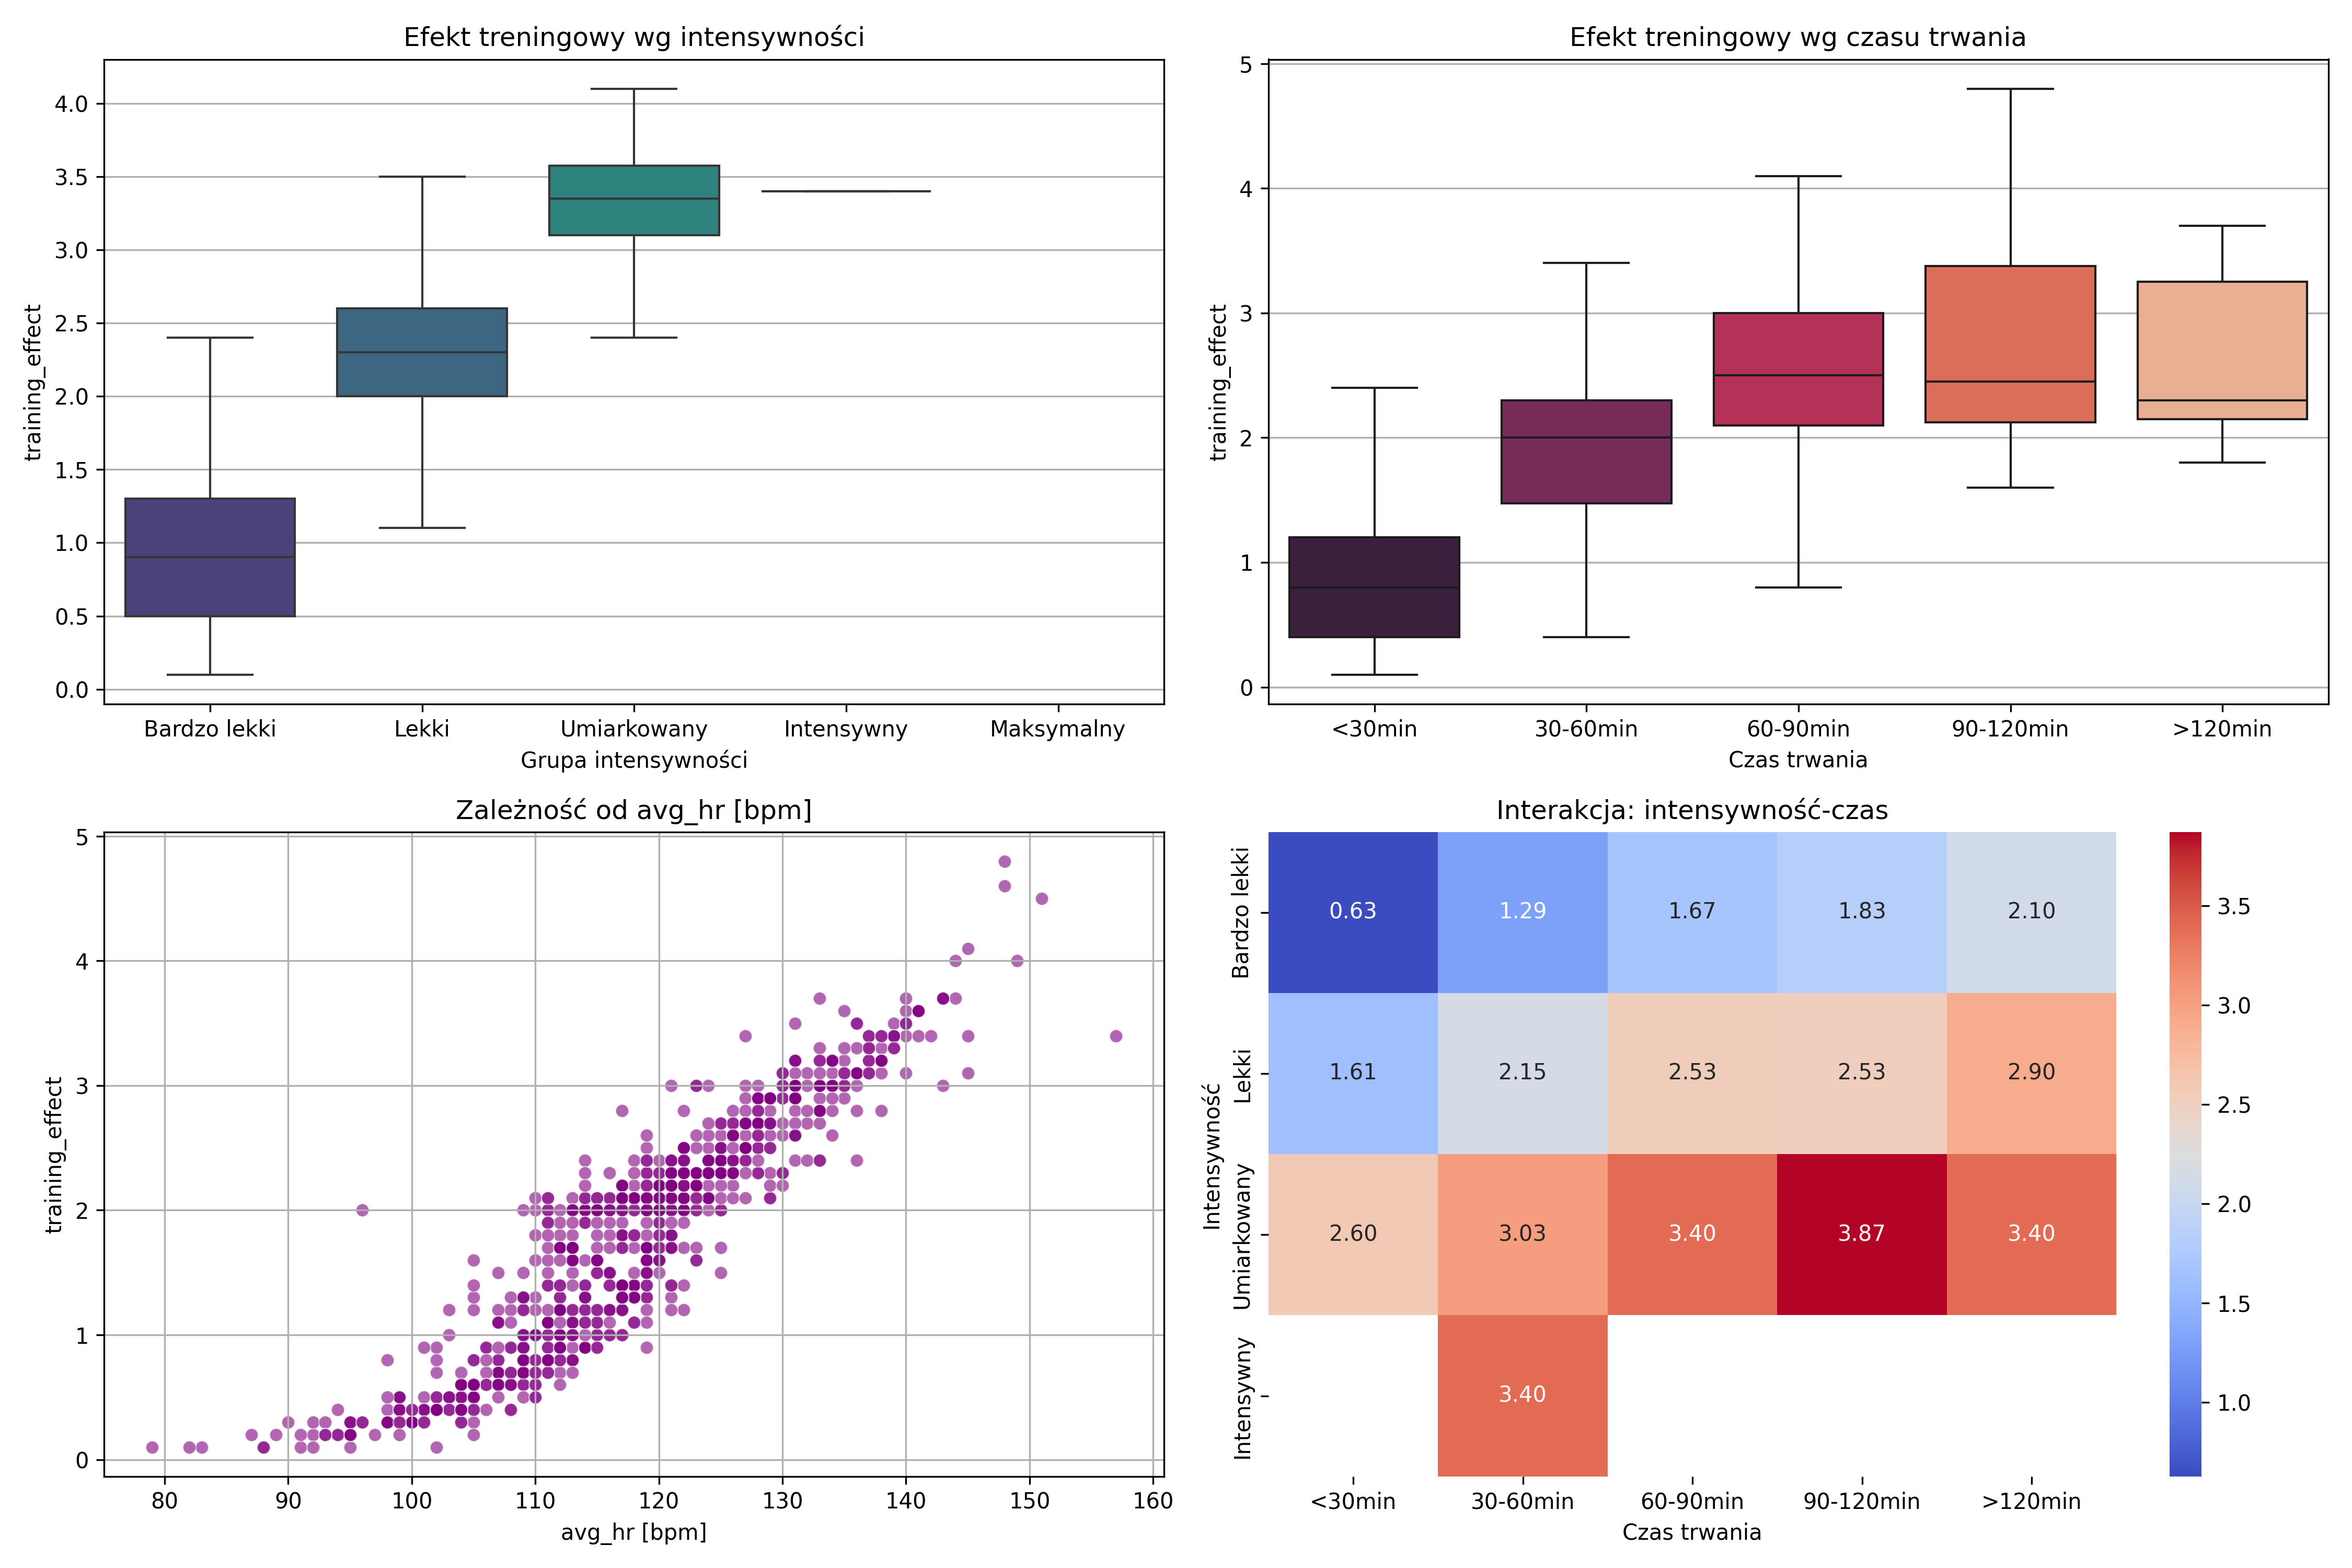 Efekt treningowy wg intensywności
training_effect
4.0
3.5
3.0
2.5
2.0
1.5
1.0
0.5
0.0
Bardzo lekki
Lekki
Umiarkowany
Intensywny
Maksymalny
Grupa intensywności
Efekt treningowy wg czasu trwania
training_effect
5
4
3
2
1
0
<30min
30-60min
60-90min
90-120min
>120min
Czas trwania
Zależność od avg_hr [bpm]
training_effect
5
4
3
2
1
0
80
90
100
110
120
130
140
150
160
avg_hr [bpm]
Interakcja: intensywność-czas
Intensywność
Bardzo lekki
0.63
1.29
1.67
1.83
2.10
Lekki
1.61
2.15
2.53
2.53
2.90
Umiarkowany
2.60
3.03
3.40
3.87
3.40
Intensywny
3.40
<30min
30-60min
60-90min
90-120min
>120min
Czas trwania
3.5
3.0
2.5
2.0
1.5
1.0